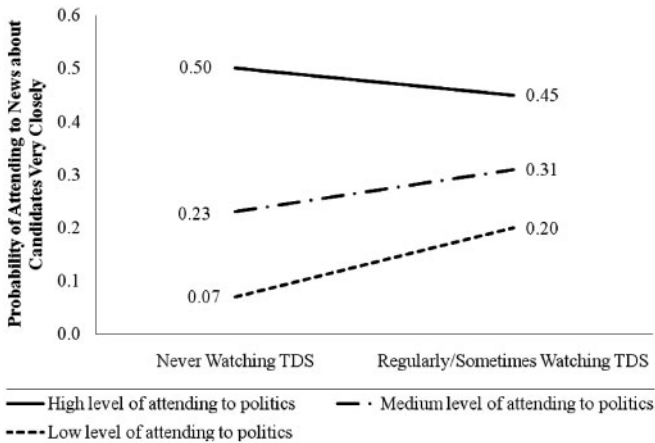 Probability of Attending to News about
Candidates Very Closely
0.6
0.5
0.4
0.3
0.2
0.1
0.0
0.50
0.45
0.23
0.31
0.07
0.20
Never Watching TDS
Regularly/Sometimes Watching TDS
High level of attending to politics
Medium level of attending to politics
Low level of attending to politics